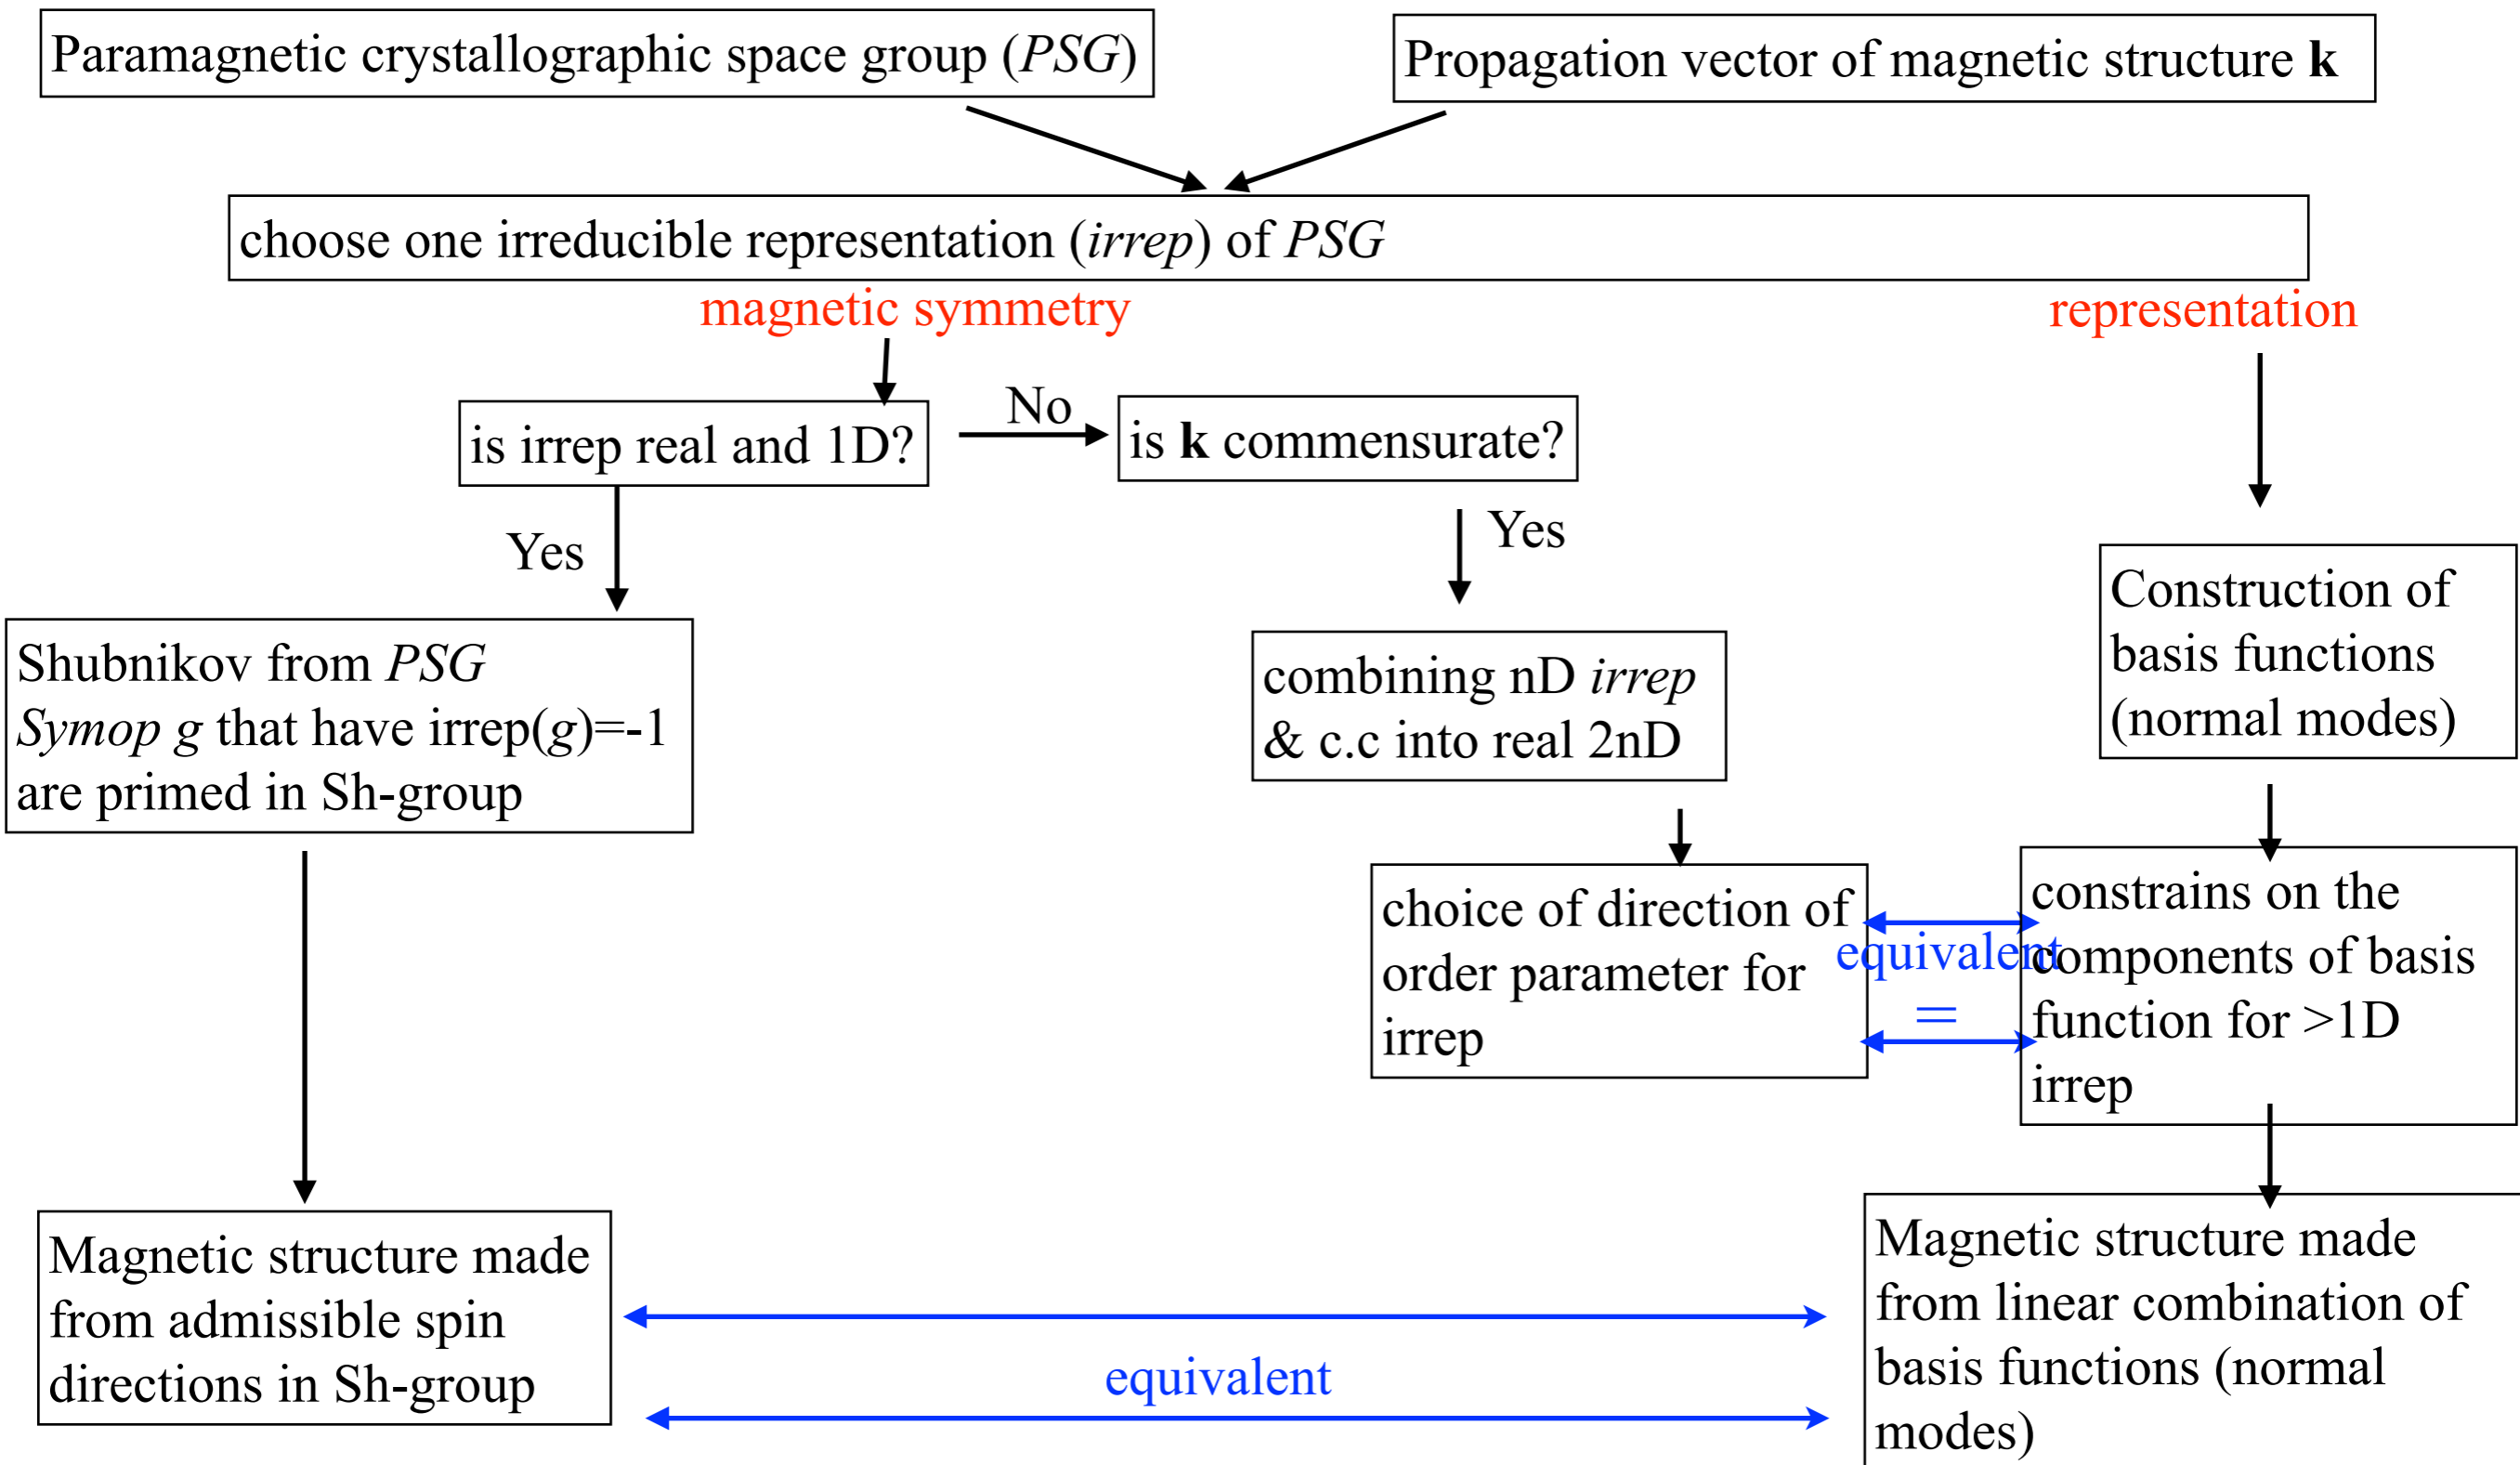 Paramagnetic crystallographic space group (PSG)
Propagation vector of magnetic structure k
choose one irreducible representation (irrep) of PSG
magnetic symmetry
representation
is irrep real and 1D?
No
is k commensurate?
Yes
Yes
Shubnikov from PSG
Symop g that have irrep(g)=-1
are primed in Sh-group
combining nD irrep
& c.c into real 2nD
Construction of
basis functions
(normal modes)
choice of direction of
order parameter for
irrep
equivalent
=
constrains on the
components of basis
function for >1D
irrep
Magnetic structure made
from admissible spin
directions in Sh-group
equivalent
Magnetic structure made
from linear combination of
basis functions (normal
modes)